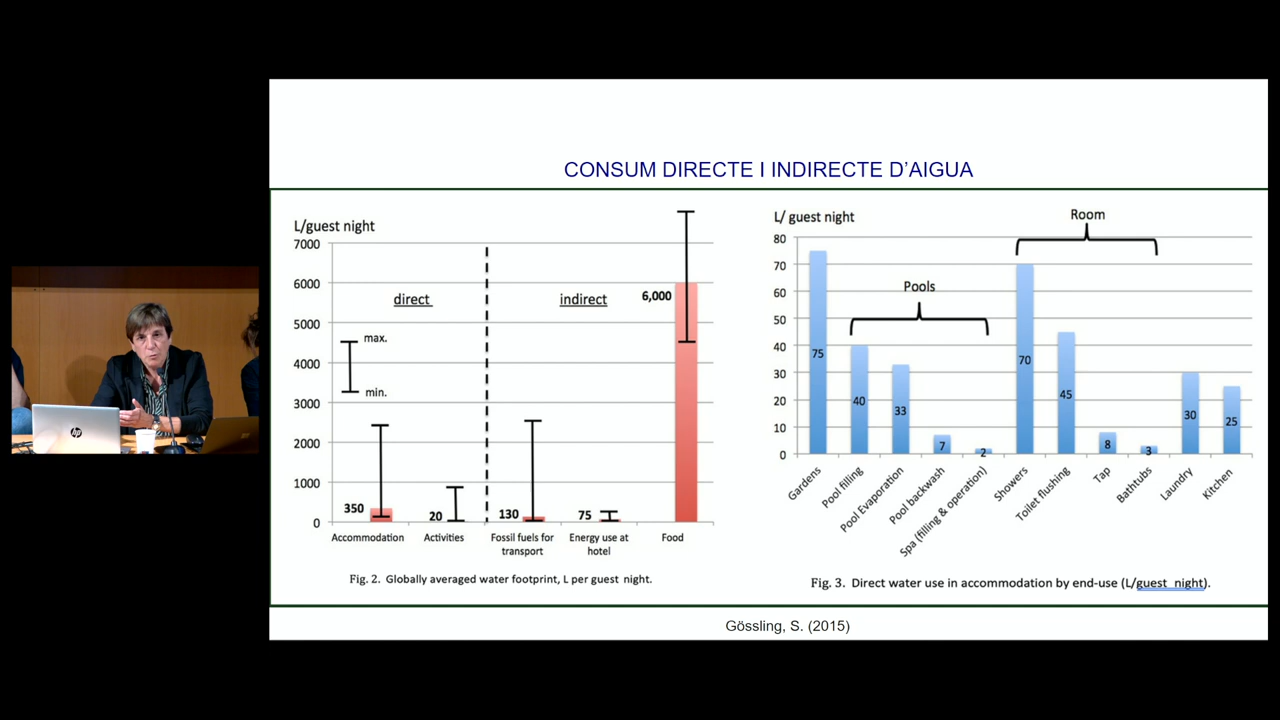 CONSUM DIRECTE I INDIRECTE D'AIGUA
L/guest night
7000
6000
5000
4000
3000
2000
1000
0
direct
indirect
max.
min.
350
20
130
75
6,000
Accommodation
Activities
Fossil fuels for
transport
Energy use at
hotel
Food
Fig. 2. Globally averaged water footprint, L per guest night.
L/ guest night
80
70
60
50
40
30
20
10
0
Pools
Room
75
40
33
7
2
70
45
8
3
30
25
Gardens
Pool filling
Pool Evaporation
Pool backwash
Spa (filling & operation)
Showers
Toilet flushing
Tap
Bathtubs
Laundry
Kitchen
Fig. 3. Direct water use in accommodation by end-use (L/guest night).
Gössling, S. (2015)
hp